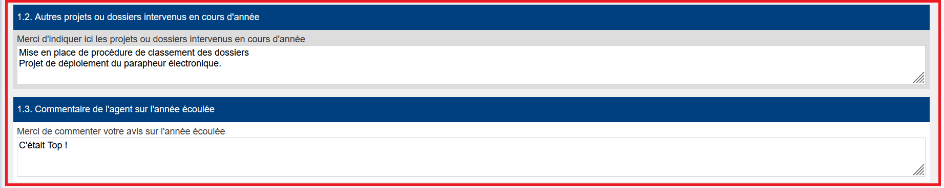 1.2. Autres projets ou dossiers intervenus en cours d'année
Merci d'indiquer ici les projets ou dossiers intervenus en cours d'année
Mise en place de procédure de classement des dossiers
Projet de déploiement du parapheur électronique.
1.3. Commentaire de l'agent sur l'année écoulée
Merci de commenter votre avis sur l'année écoulée
C'était Top !